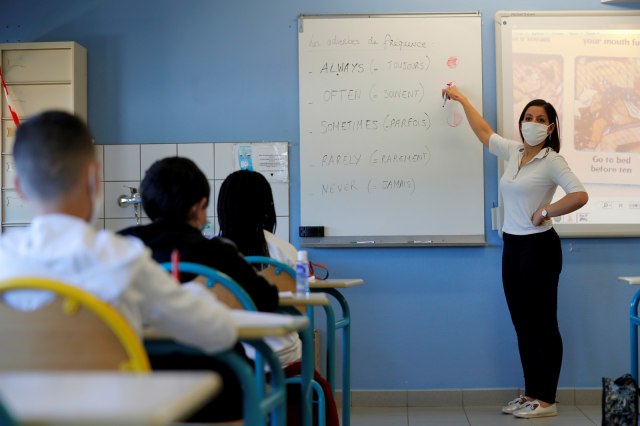 Les adverbes de fréquence...
- ALWAYS (= TOUJOURS)
- OFTEN (= SOUVENT)
- SOMETIMES (= PARFOIS)
- RARELY (= RAREMENT)
- NEVER (= JAMAIS)
your mouth fu
Go to bed
before ten